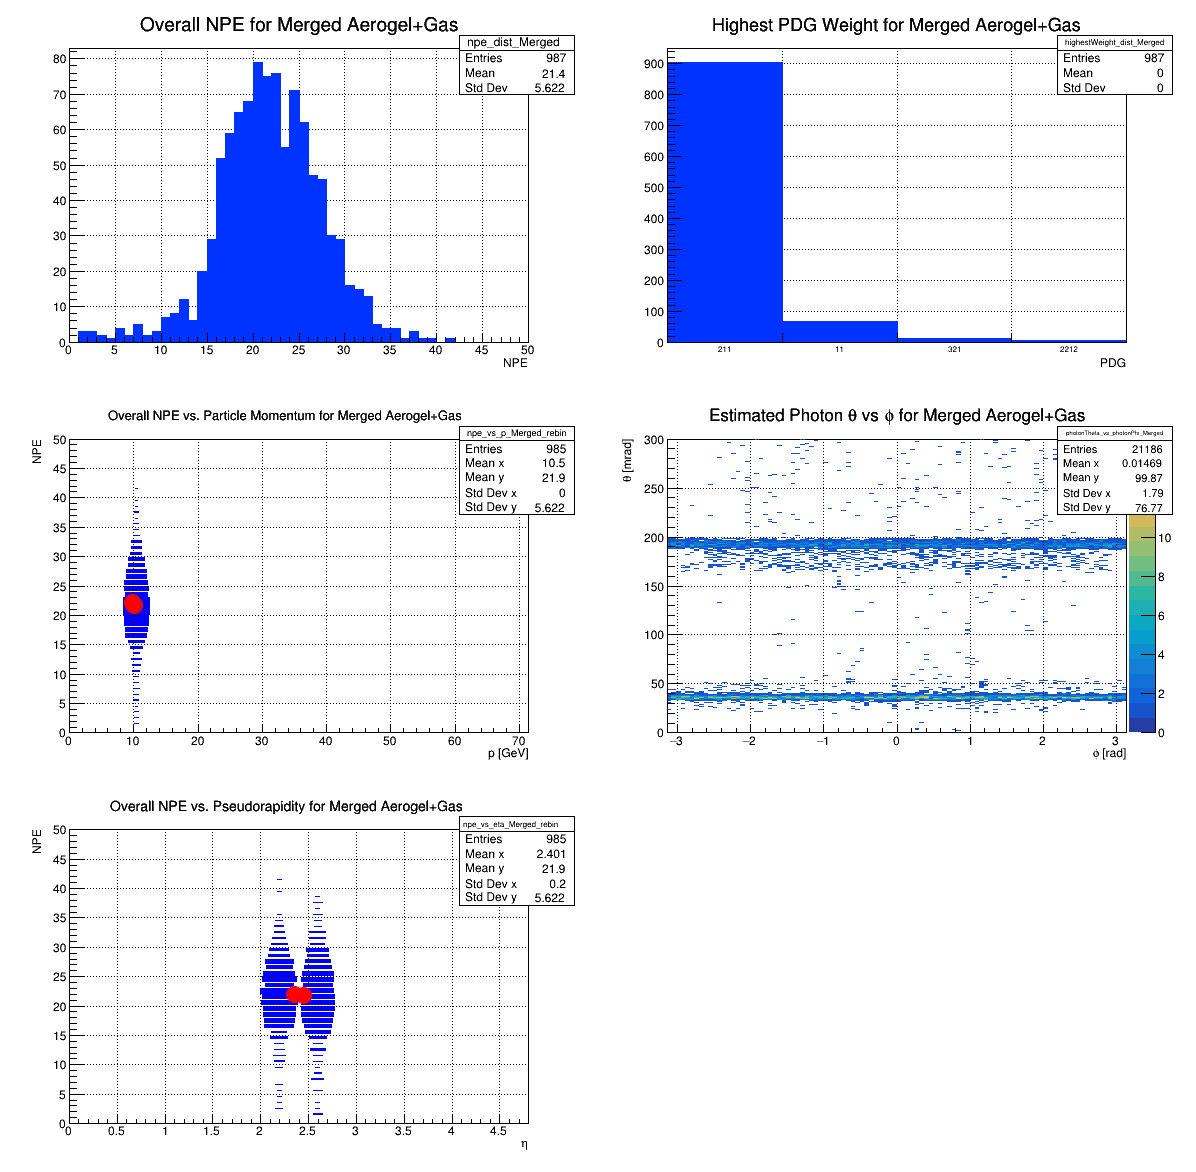 Overall NPE for Merged Aerogel+Gas
npe_dist_Merged
Entries 987
Mean 21.4
Std Dev 5.622
80
70
60
50
40
30
20
10
0
0 5 10 15 20 25 30 35 40 45 50
NPE
Highest PDG Weight for Merged Aerogel+Gas
highestWeight_dist_Merged
Entries 987
Mean 0
Std Dev 0
900
800
700
600
500
400
300
200
100
0
211 11 321 2212
PDG
Overall NPE vs. Particle Momentum for Merged Aerogel+Gas
npe_vs_p_Merged_rebin
Entries 985
Mean x 10.5
Mean y 21.9
Std Dev x 0
Std Dev y 5.622
NPE
50
45
40
35
30
25
20
15
10
5
0
0 10 20 30 40 50 60 70
p [GeV]
Estimated Photon θ vs ϕ for Merged Aerogel+Gas
photonTheta_vs_photonPhi_Merged
Entries 21186
Mean x 0.01469
Mean y 99.87
Std Dev x 1.79
Std Dev y 76.77
θ [mrad]
300
250
200
150
100
50
0
−3 −2 −1 0 1 2 3
ϕ [rad]
10
8
6
4
2
0
Overall NPE vs. Pseudorapidity for Merged Aerogel+Gas
npe_vs_eta_Merged_rebin
Entries 985
Mean x 2.401
Mean y 21.9
Std Dev x 0.2
Std Dev y 5.622
NPE
50
45
40
35
30
25
20
15
10
5
0
0 0.5 1 1.5 2 2.5 3 3.5 4 4.5
η